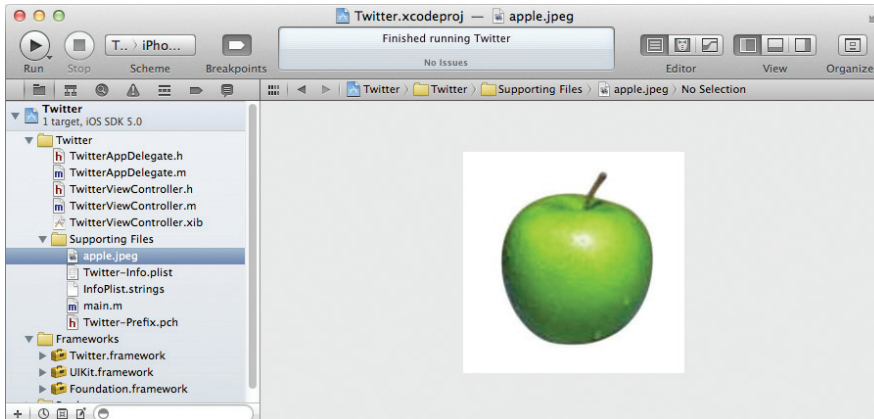 Twitter.xcodeproj — apple.jpeg
Finished running Twitter
No Issues
T.. › iPho...
Run Stop Scheme Breakpoints Editor View Organize
Twitter › Twitter › Supporting Files › apple.jpeg › No Selection
Twitter
1 target, iOS SDK 5.0
Twitter
h TwitterAppDelegate.h
m TwitterAppDelegate.m
h TwitterViewController.h
m TwitterViewController.m
TwitterViewController.xib
Supporting Files
apple.jpeg
Twitter-Info.plist
InfoPlist.strings
m main.m
h Twitter-Prefix.pch
Frameworks
Twitter.framework
UIKit.framework
Foundation.framework